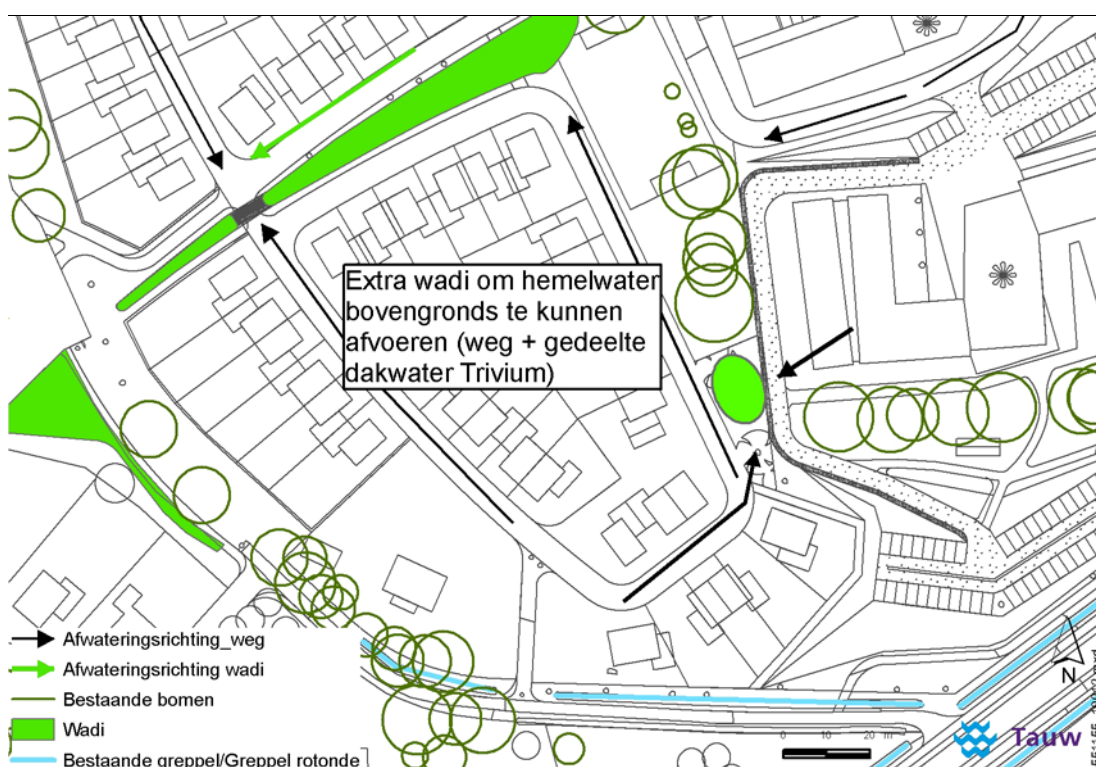 Extra wadi om hemelwater
bovengronds te kunnen
afvoeren (weg + gedeelte
dakwater Trivium)
Afwateringsrichting_weg
Afwateringsrichting wadi
Bestaande bomen
Wadi
Bestaande greppel/Greppel rotonde
0 10 20 m
N
Tauw